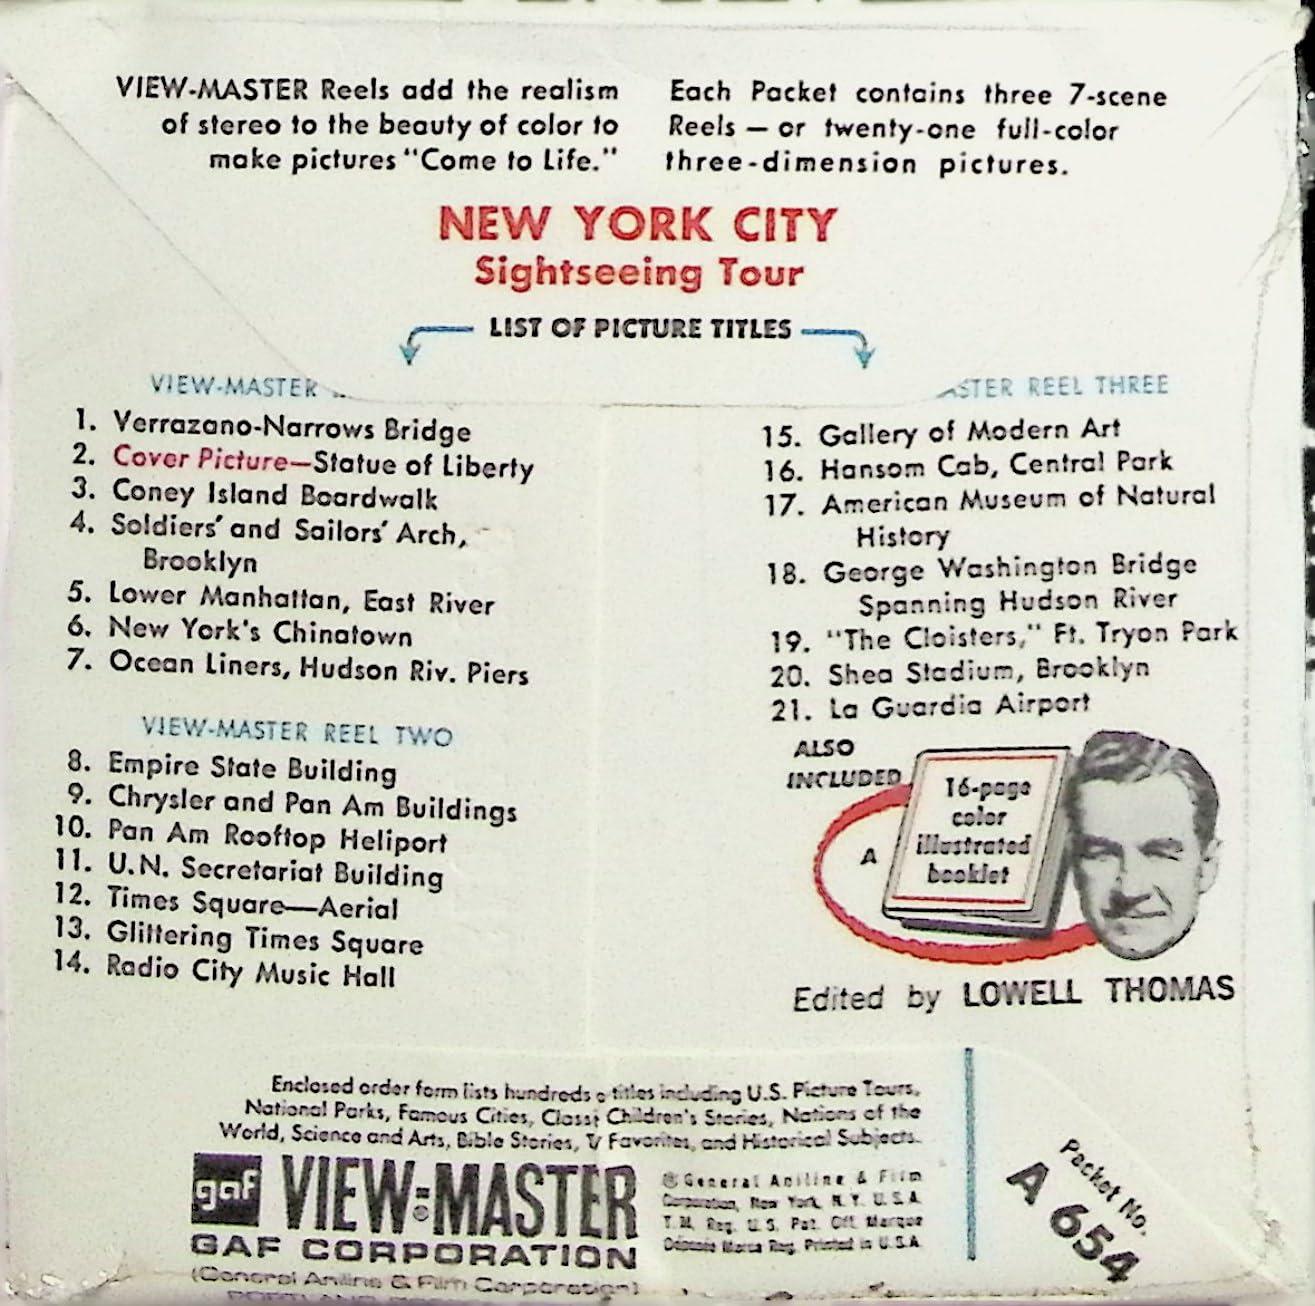 VIEW-MASTER Reels add the realism
of stereo to the beauty of color to
make pictures "Come to Life."
Each Packet contains three 7-scene
Reels — or twenty-one full-color
three-dimension pictures.
NEW YORK CITY
Sightseeing Tour
LIST OF PICTURE TITLES
VIEW-MASTER
1. Verrazano-Narrows Bridge
2. Cover Picture—Statue of Liberty
3. Coney Island Boardwalk
4. Soldiers' and Sailors' Arch,
Brooklyn
5. Lower Manhattan, East River
6. New York's Chinatown
7. Ocean Liners, Hudson Riv. Piers
VIEW-MASTER REEL TWO
8. Empire State Building
9. Chrysler and Pan Am Buildings
10. Pan Am Rooftop Heliport
11. U.N. Secretariat Building
12. Times Square—Aerial
13. Glittering Times Square
14. Radio City Music Hall
ASTER REEL THREE
15. Gallery of Modern Art
16. Hansom Cab, Central Park
17. American Museum of Natural
History
18. George Washington Bridge
Spanning Hudson River
19. "The Cloisters," Ft. Tryon Park
20. Shea Stadium, Brooklyn
21. La Guardia Airport
ALSO
INCLUDED
A
16-page
color
illustrated
booklet
Edited by LOWELL THOMAS
Enclosed order form lists hundreds titles including U.S. Picture Tours,
National Parks, Famous Cities, Children's Stories, Nations of the
World, Science and Arts, Bible Stories, Favorites, and Historical Subjects.
gaf VIEW-MASTER
GAF CORPORATION
(General Aniline & Film Corporation)
® General Aniline & Film
Corporation, New York, N. Y. U. S. A.
T. M. Reg. U. S. Pat. Off. Marque
Déposée Marca Reg. Printed in U.S.A.
Packet No.
A 654